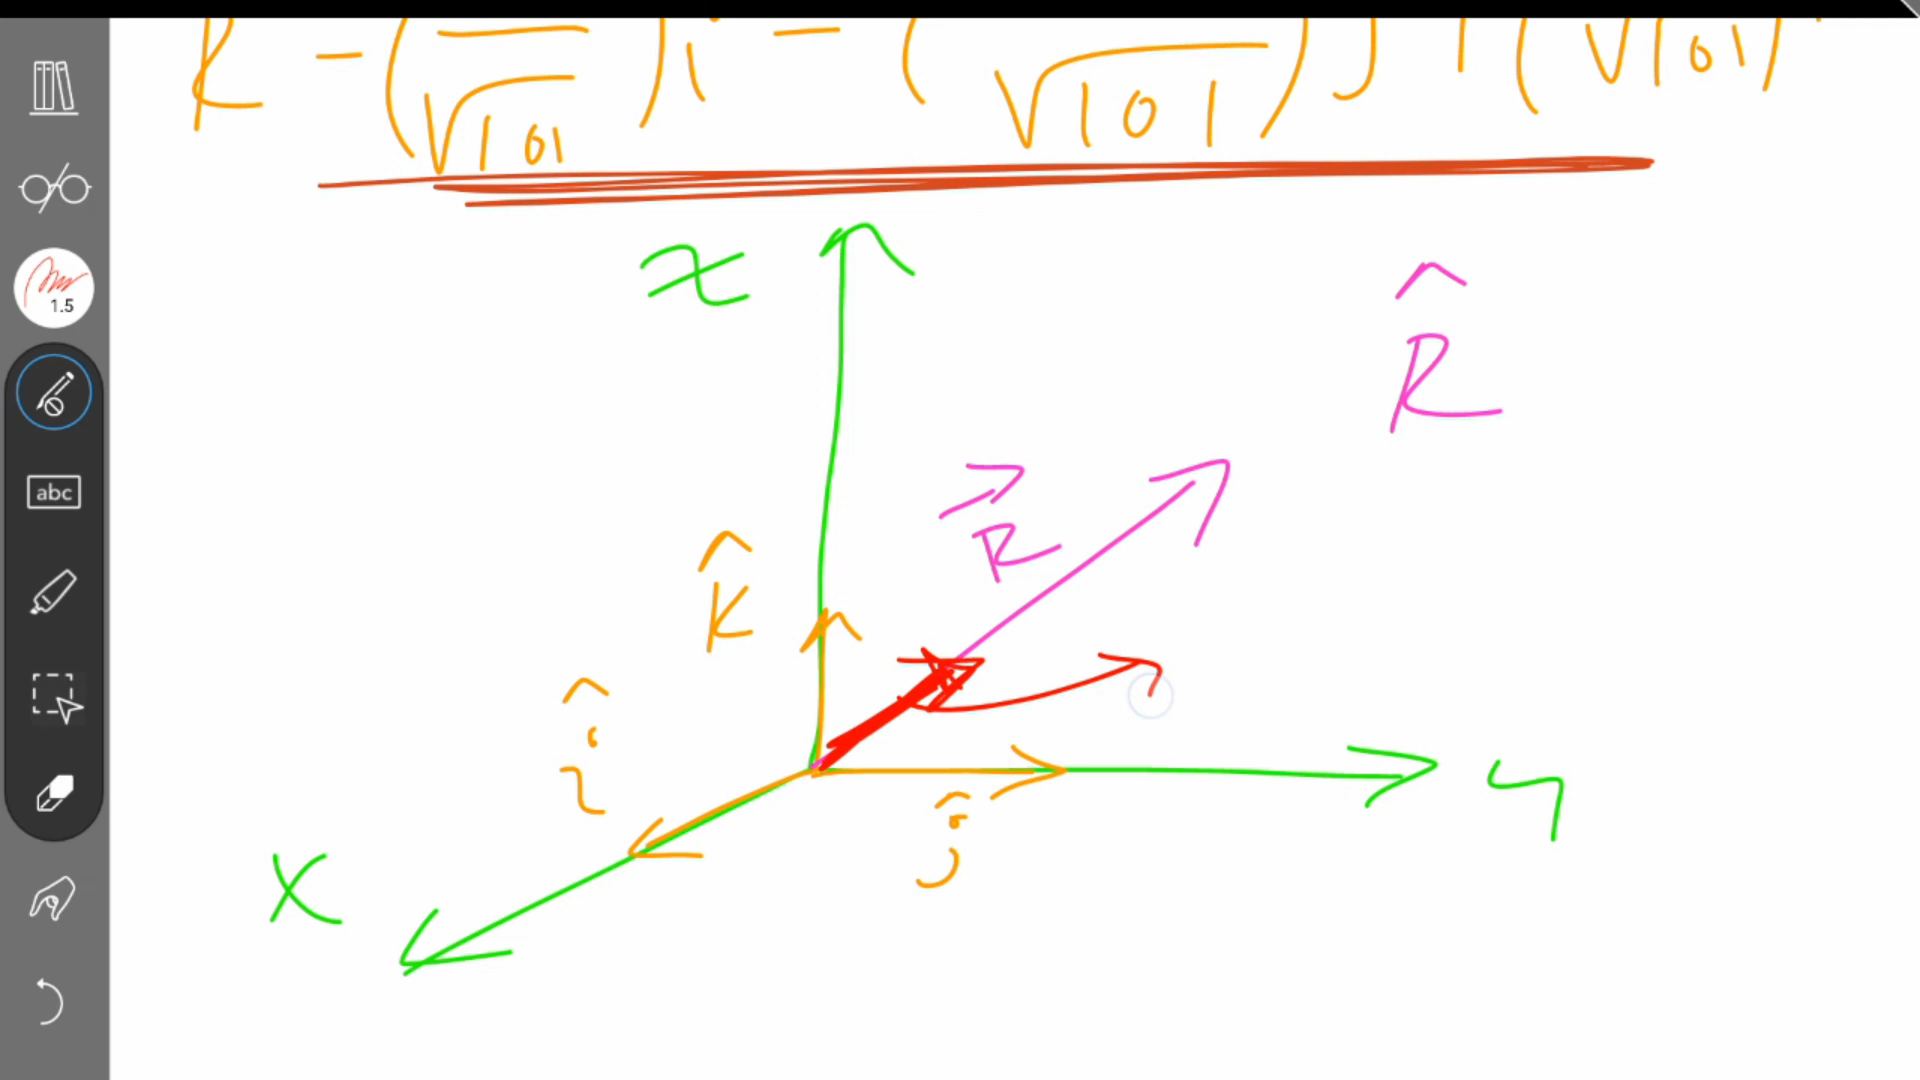 R - ( / √101 ) i - ( / √101 ) j + ( √101 )
z
R̂
1.5
R⃗
abc
k̂
î
ĵ
y
x